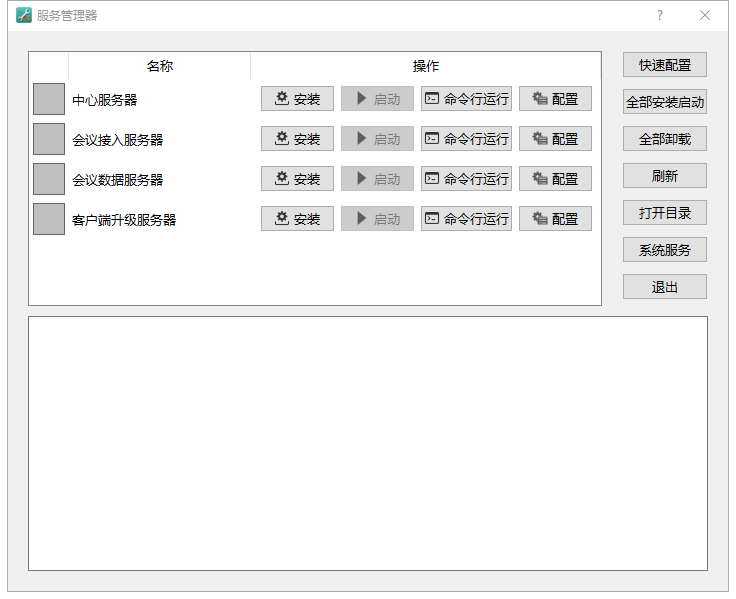 服务管理器
?
名称 操作
中心服务器 安装 启动 命令行运行 配置
会议接入服务器 安装 启动 命令行运行 配置
会议数据服务器 安装 启动 命令行运行 配置
客户端升级服务器 安装 启动 命令行运行 配置
快速配置
全部安装启动
全部卸载
刷新
打开目录
系统服务
退出